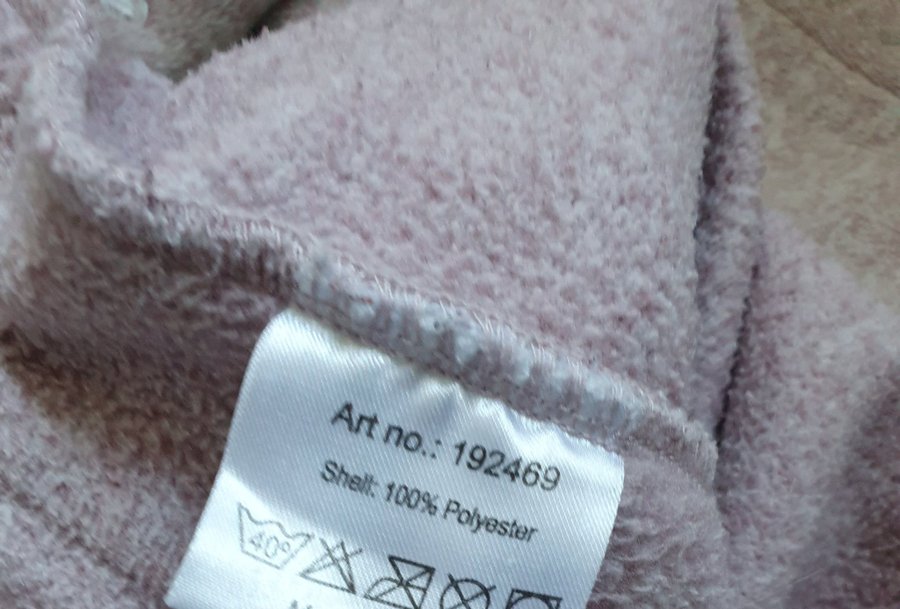 Art no.: 192469
Shell: 100% Polyester
40°